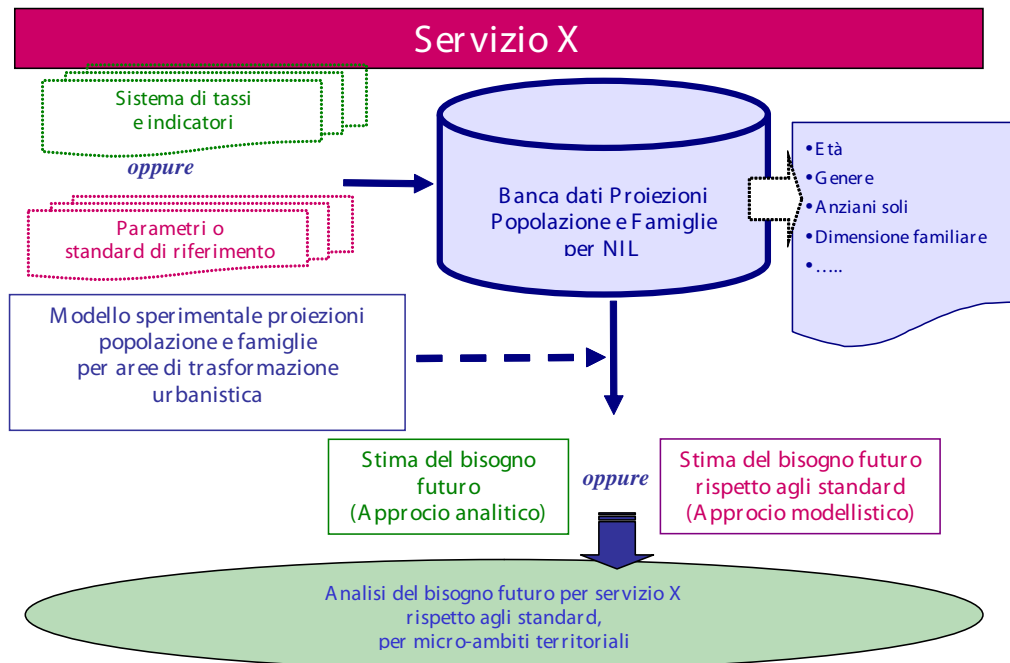 Servizio X
Sistema di tassi
e indicatori
oppure
Parametri o
standard di riferimento
Banca dati Proiezioni
Popolazione e Famiglie
per NIL
•Età
•Genere
•Anziani soli
•Dimensione familiare
•.....
Modello sperimentale proiezioni
popolazione e famiglie
per aree di trasformazione
urbanistica
Stima del bisogno
futuro
(Approcio analitico)
oppure
Stima del bisogno futuro
rispetto agli standard
(Approcio modellistico)
Analisi del bisogno futuro per servizio X
rispetto agli standard,
per micro-ambiti territoriali